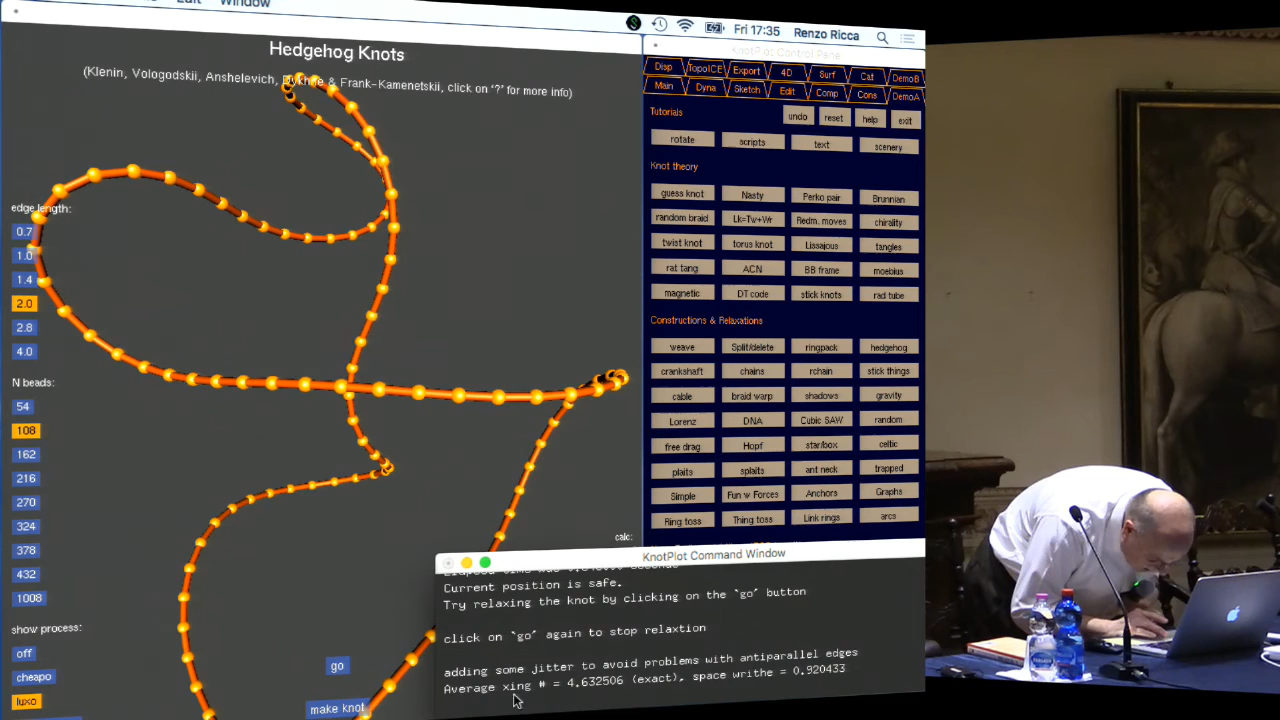 Edit Window
Fri 17:35 Renzo Ricca
Hedgehog Knots
(Klenin, Vologodskii, Anshelevich, Dykhne & Frank-Kamenetskii, click on '?' for more info)
edge length:
0.7
1.0
1.4
2.0
2.8
4.0
N beads:
54
108
162
216
270
324
378
432
1008
show process:
off
cheapo
luxo
go
make knot
calc:
KnotPlot Control Pane
Disp TopoICE Export 4D Surf Cat DemoB
Main Dyna Sketch Edit Comp Cons DemoA
Tutorials undo reset help exit
rotate scripts text scenery
Knot theory
guess knot Nasty Perko pair Brunnian
random braid Lk=Tw+Wr Redm. moves chirality
twist knot torus knot Lissajous tangles
rat tang ACN BB frame moebius
magnetic DT code stick knots rad tube
Constructions & Relaxations
weave Split/delete ringpack hedgehog
crankshaft chains rchain stick things
cable braid warp shadows gravity
Lorenz DNA Cubic SAW random
free drag Hopf star/box celtic
plaits splaits ant neck trapped
Simple Fun w Forces Anchors Graphs
Ring toss Thing toss Link rings arcs
KnotPlot Command Window
Current position is safe.
Try relaxing the knot by clicking on the `go' button
click on `go' again to stop relaxtion
adding some jitter to avoid problems with antiparallel edges
Average xing # = 4.632506 (exact), space writhe = 0.920433